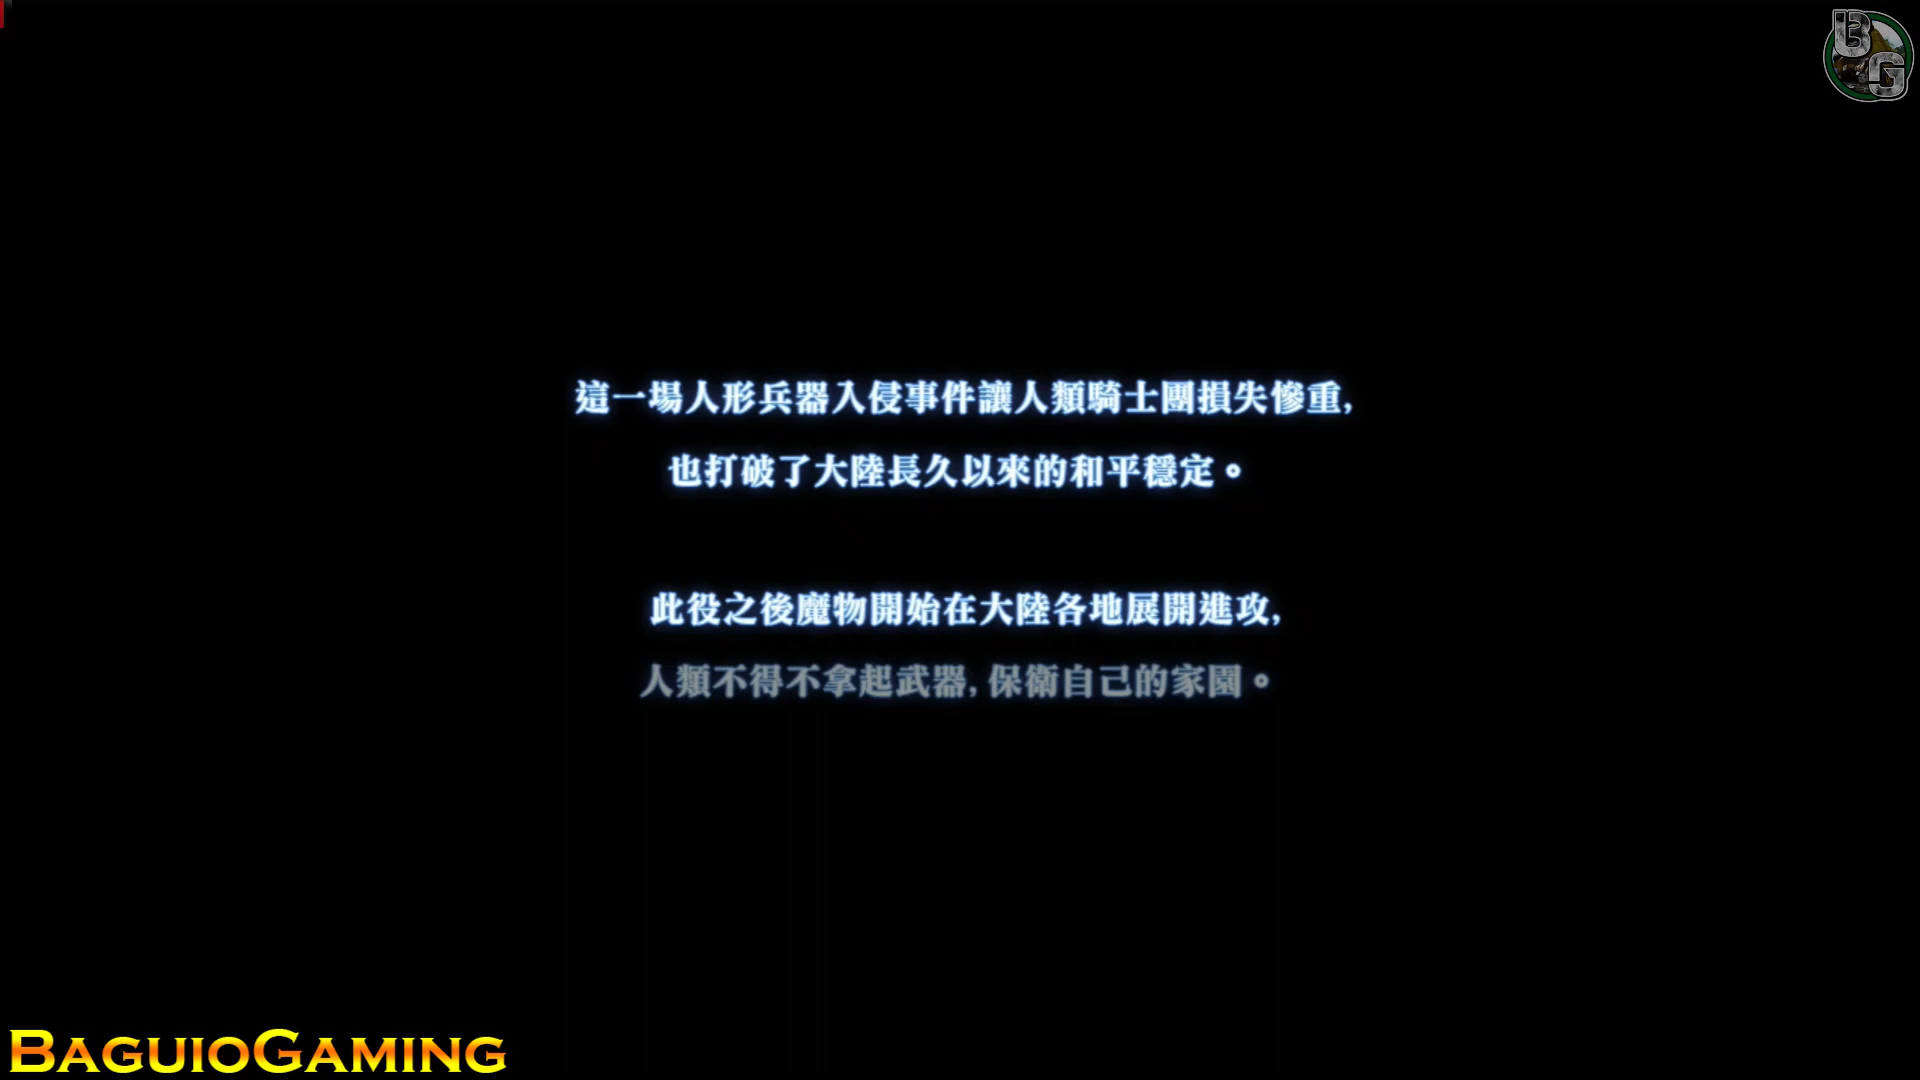 BG
這一場人形兵器入侵事件讓人類騎士團損失慘重,
也打破了大陸長久以來的和平穩定。
此役之後魔物開始在大陸各地展開進攻,
人類不得不拿起武器, 保衛自己的家園。
BAGUIOGAMING